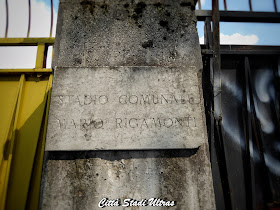 STADIO COMUNALE
MARIO RIGAMONTI
Città Stadi Ultras